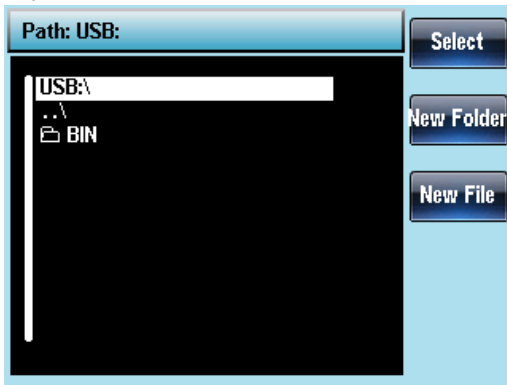 Path: USB:
Select
USB:\
..\
BIN
New Folder
New File